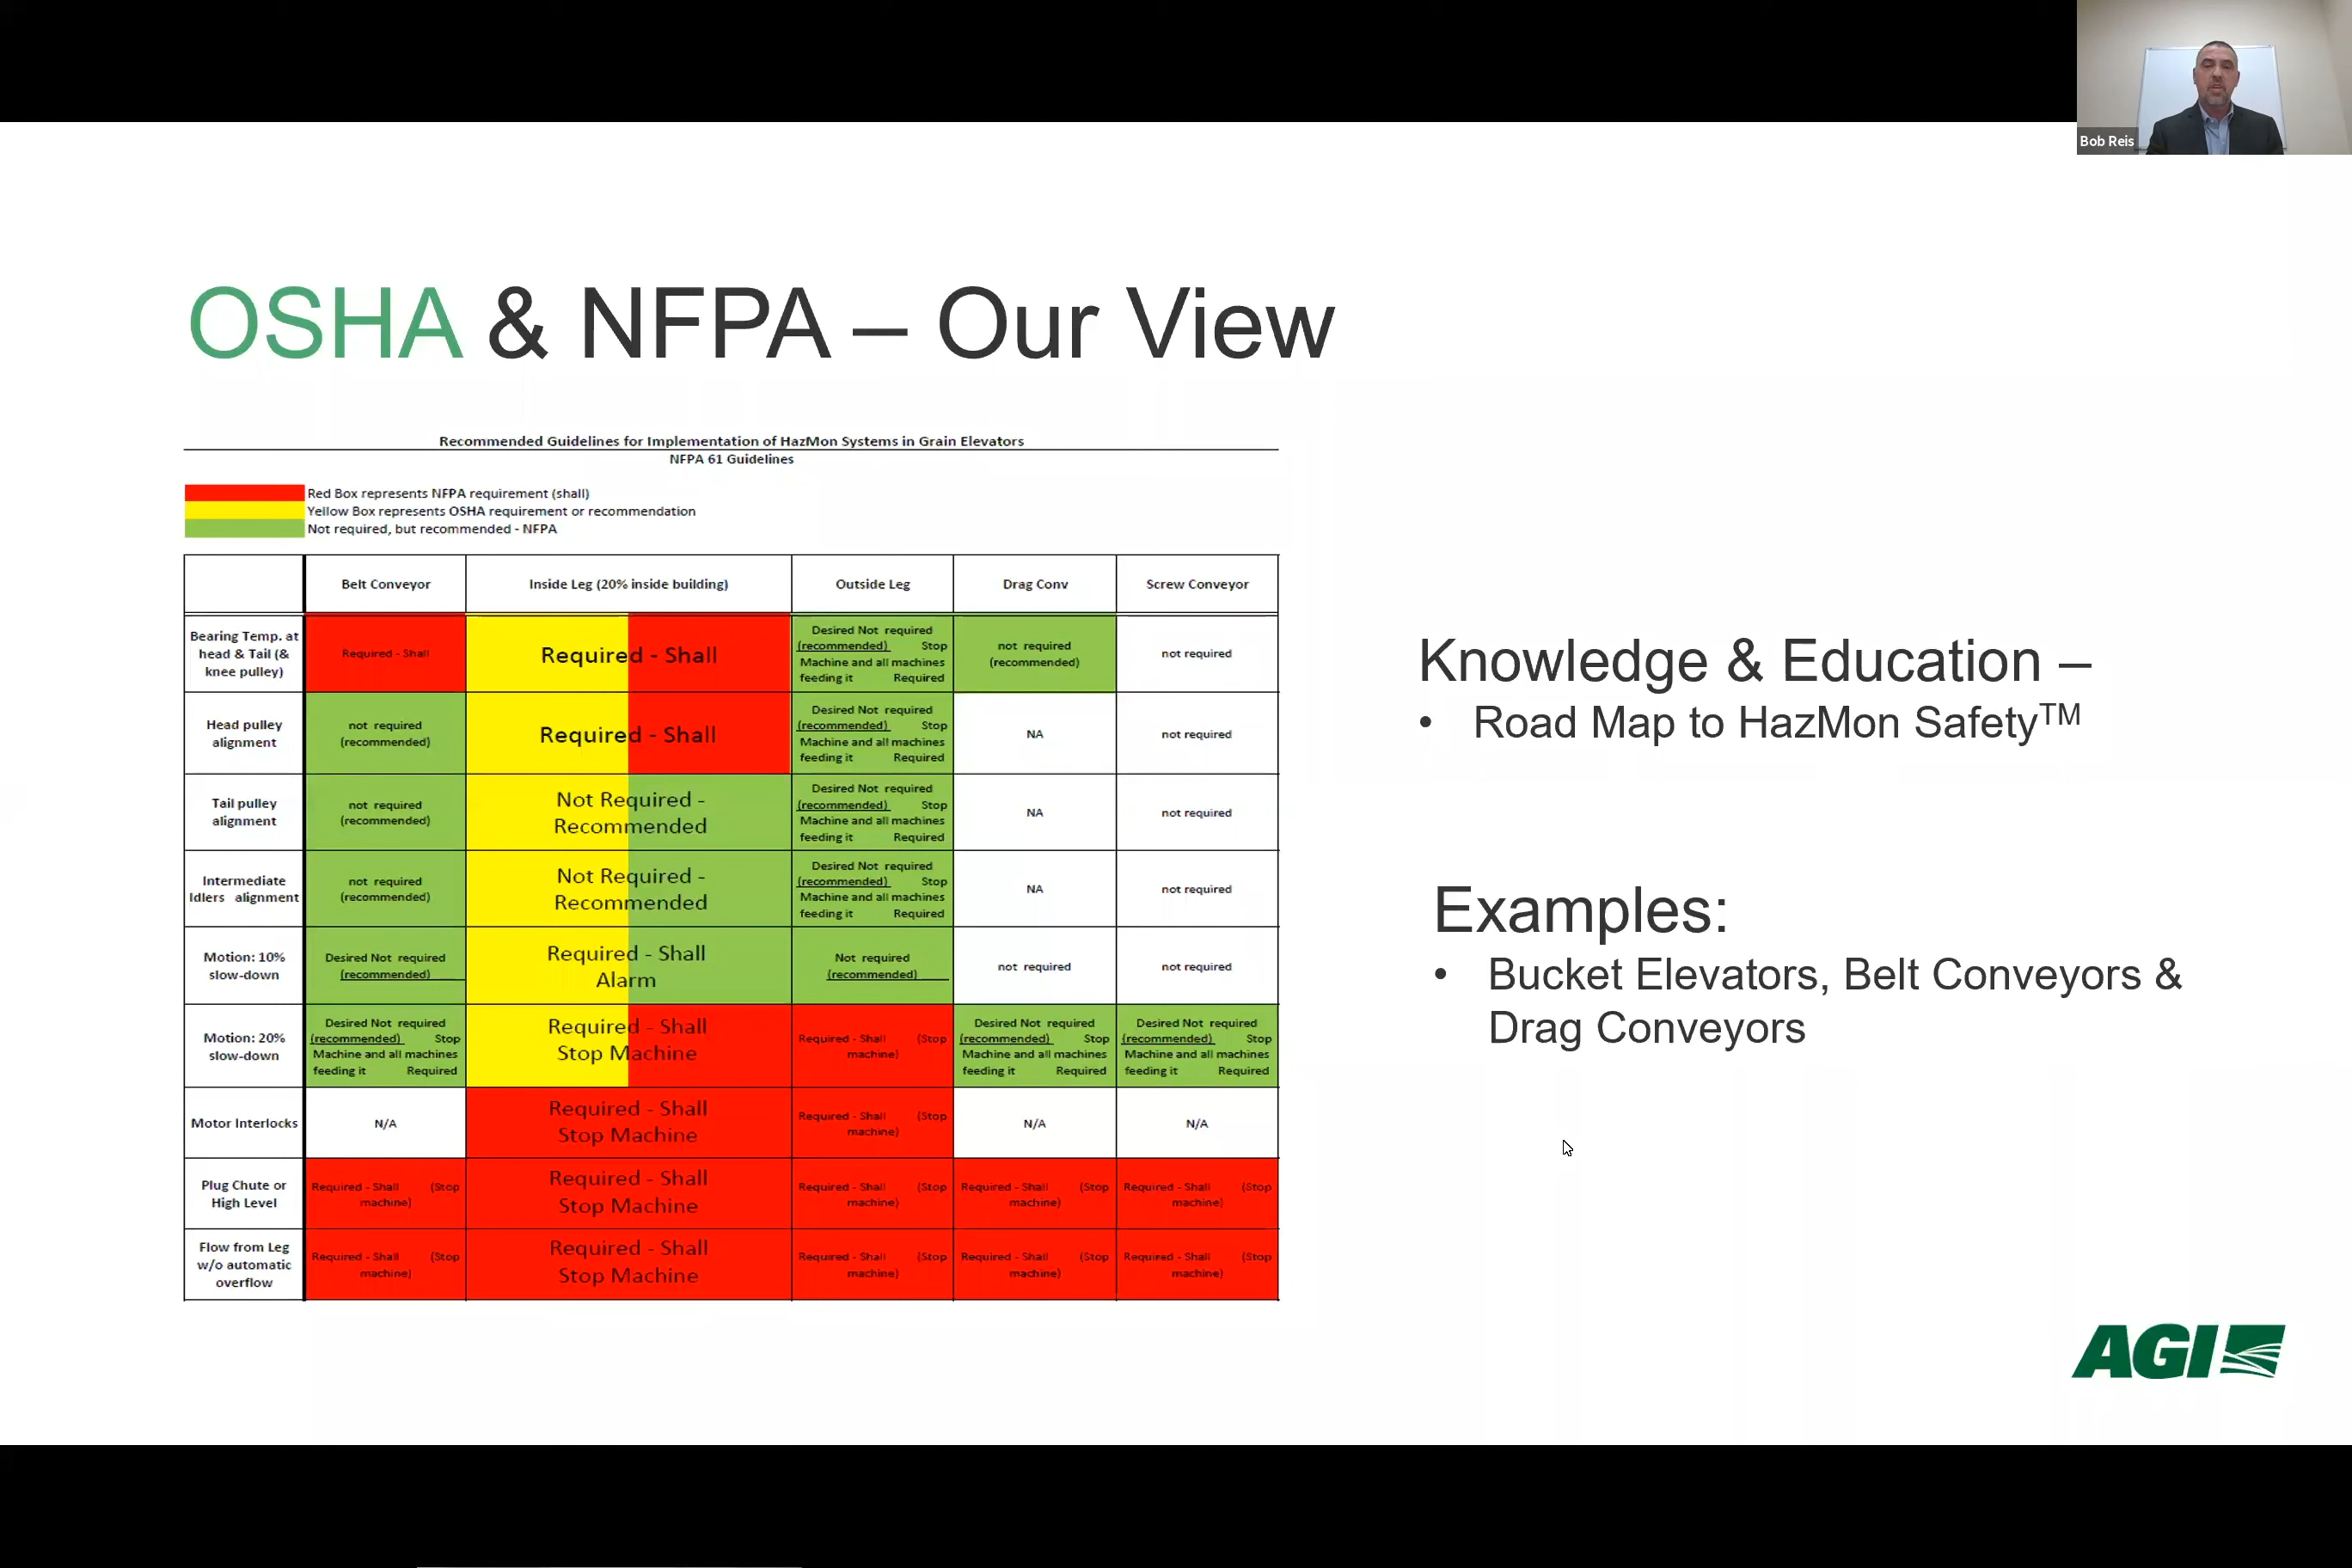 Bob Reis
OSHA & NFPA – Our View
Recommended Guidelines for Implementation of HazMon Systems in Grain Elevators
NFPA 61 Guidelines
Red Box represents NFPA requirement (shall)
Yellow Box represents OSHA requirement or recommendation
Not required, but recommended - NFPA
Belt Conveyor
Inside Leg (20% inside building)
Outside Leg
Drag Conv
Screw Conveyor
Bearing Temp. at
head & Tail (&
knee pulley)
Required - Shall
Required - Shall
Desired Not required
(recommended) Stop
Machine and all machines
feeding it Required
not required
(recommended)
not required
Head pulley
alignment
not required
(recommended)
Required - Shall
Desired Not required
(recommended) Stop
Machine and all machines
feeding it Required
NA
not required
Tail pulley
alignment
not required
(recommended)
Not Required -
Recommended
Desired Not required
(recommended) Stop
Machine and all machines
feeding it Required
NA
not required
Intermediate
Idlers alignment
not required
(recommended)
Not Required -
Recommended
Desired Not required
(recommended) Stop
Machine and all machines
feeding it Required
NA
not required
Motion: 10%
slow-down
Desired Not required
(recommended)
Required - Shall
Alarm
Not required
(recommended)
not required
not required
Motion: 20%
slow-down
Desired Not required
(recommended) Stop
Machine and all machines
feeding it Required
Required - Shall
Stop Machine
Required - Shall (Stop
machine)
Desired Not required
(recommended) Stop
Machine and all machines
feeding it Required
Desired Not required
(recommended) Stop
Machine and all machines
feeding it Required
Motor Interlocks
N/A
Required - Shall
Stop Machine
Required - Shall (Stop
machine)
N/A
N/A
Plug Chute or
High Level
Required - Shall (Stop
machine)
Required - Shall
Stop Machine
Required - Shall (Stop
machine)
Required - Shall (Stop
machine)
Required - Shall (Stop
machine)
Flow from Leg
w/o automatic
overflow
Required - Shall (Stop
machine)
Required - Shall
Stop Machine
Required - Shall (Stop
machine)
Required - Shall (Stop
machine)
Required - Shall (Stop
machine)
Knowledge & Education –
• Road Map to HazMon Safety™
Examples:
• Bucket Elevators, Belt Conveyors &
Drag Conveyors
AGI